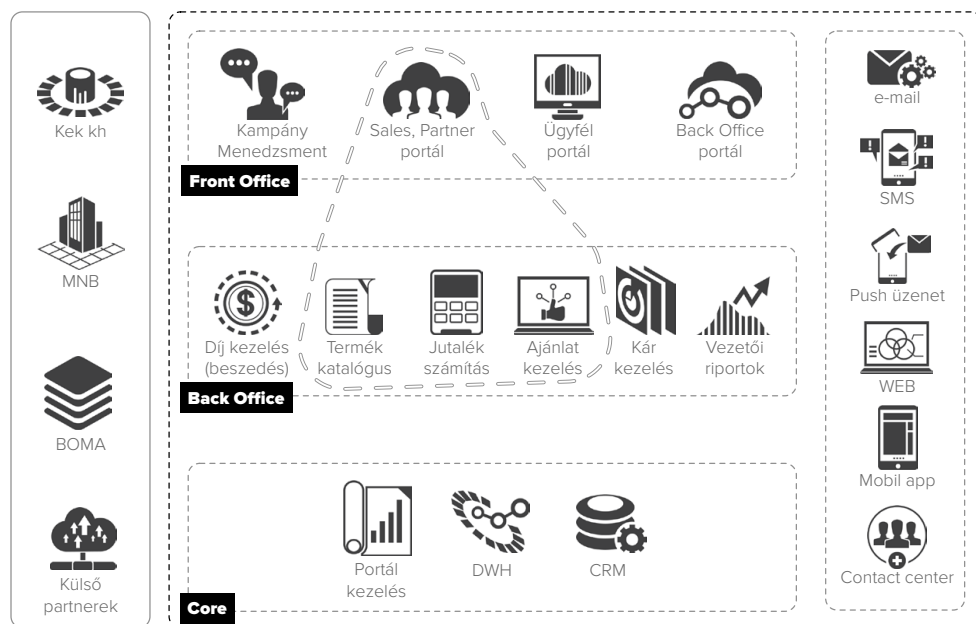 Kek kh
MNB
BOMA
Külső
partnerek
Kampány
Menedzsment
Sales, Partner
portál
Ügyfél
portál
Back Office
portál
Front Office
Díj kezelés
(beszedés)
Termék
katalógus
Jutalék
számítás
Ajánlat
kezelés
Kár
kezelés
Vezetői
riportok
Back Office
Portál
kezelés
DWH
CRM
Core
e-mail
SMS
Push üzenet
WEB
Mobil app
Contact center